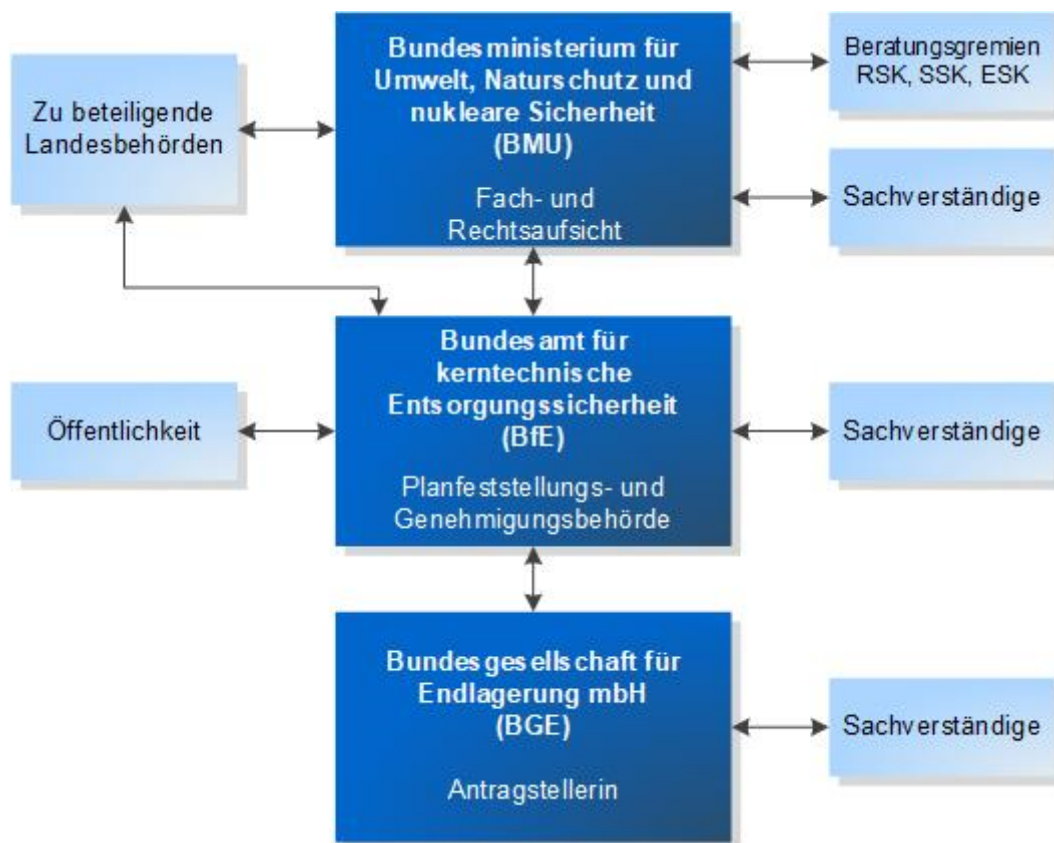 Bundesministerium für
Umwelt, Naturschutz und
nukleare Sicherheit
(BMU)
Fach- und
Rechtsaufsicht
Beratungsgremien
RSK, SSK, ESK
Zu beteiligende
Landesbehörden
Sachverständige
Bundesamt für
kerntechnische
Entsorgungssicherheit
(BfE)
Planfeststellungs- und
Genehmigungsbehörde
Öffentlichkeit
Sachverständige
Bundesgesellschaft für
Endlagerung mbH
(BGE)
Antragstellerin
Sachverständige